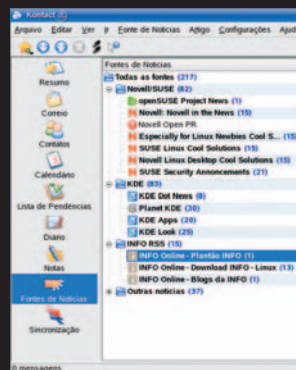 Kontact
Arquivo Editar Ver Ir Fonte de Notícias Artigo Configurações Ajud
Resumo
Correio
Contatos
Calendário
Lista de Pendências
Diário
Notas
Fontes de Notícias
Sincronização
Fontes de Notícias
Todas as fontes (217)
Novell/SUSE (82)
openSUSE Project News (1)
Novell: Novell in the News (15)
Novell Open PR
Especially for Linux Newbies Cool S... (15)
SUSE Linux Cool Solutions (15)
Novell Linux Desktop Cool Solutions (15)
SUSE Security Annoncements (21)
KDE (83)
KDE Dot News (8)
Planet KDE (30)
KDE Apps (20)
KDE Look (25)
INFO RSS (15)
INFO Online - Plantão INFO (1)
INFO Online - Download INFO - Linux (13)
INFO Online - Blogs da INFO (1)
Outras notícias (37)
0 mensagens